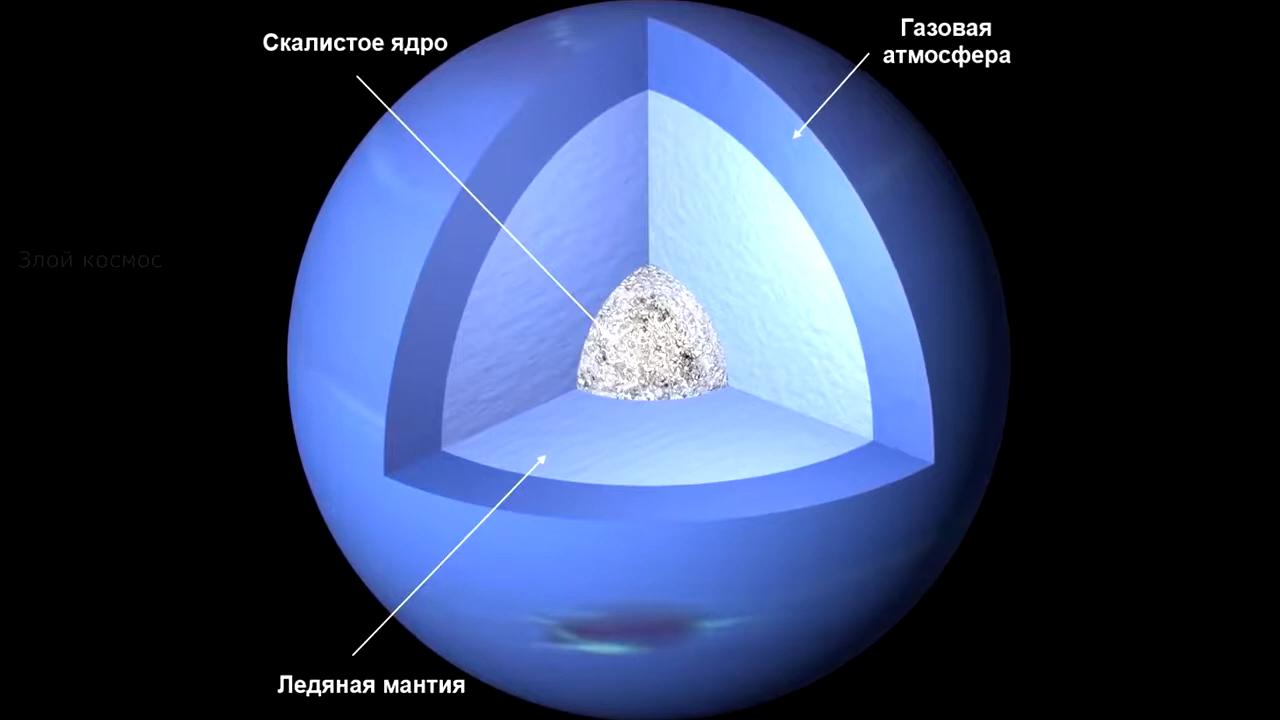 Скалистое ядро
Газовая
атмосфера
Злой космос
Ледяная мантия